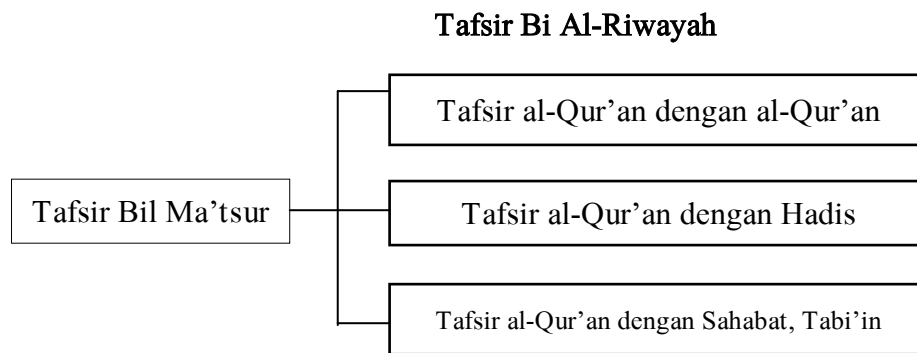 Tafsir Bi Al-Riwayah
Tafsir al-Qur’an dengan al-Qur’an
Tafsir Bil Ma’tsur
Tafsir al-Qur’an dengan Hadis
Tafsir al-Qur’an dengan Sahabat, Tabi’in